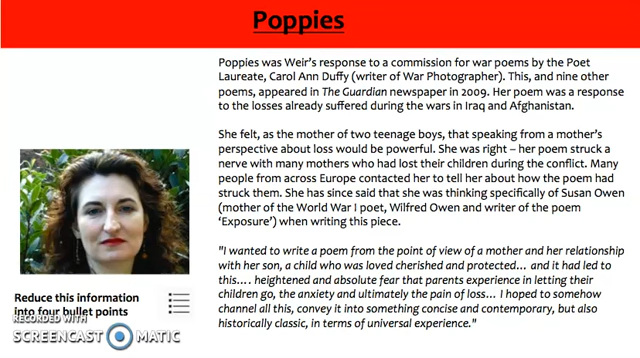 Poppies
Poppies was Weir's response to a commission for war poems by the Poet
Laureate, Carol Ann Duffy (writer of War Photographer). This, and nine other
poems, appeared in The Guardian newspaper in 2009. Her poem was a response
to the losses already suffered during the wars in Iraq and Afghanistan.
She felt, as the mother of two teenage boys, that speaking from a mother's
perspective about loss would be powerful. She was right – her poem struck a
nerve with many mothers who had lost their children during the conflict. Many
people from across Europe contacted her to tell her about how the poem had
struck them. She has since said that she was thinking specifically of Susan Owen
(mother of the World War I poet, Wilfred Owen and writer of the poem
'Exposure') when writing this piece.
"I wanted to write a poem from the point of view of a mother and her relationship
with her son, a child who was loved cherished and protected... and it had led to
this.... heightened and absolute fear that parents experience in letting their
children go, the anxiety and ultimately the pain of loss... I hoped to somehow
channel all this, convey it into something concise and contemporary, but also
historically classic, in terms of universal experience."
Reduce this information
into four bullet points
RECORDED WITH
SCREENCAST MATIC